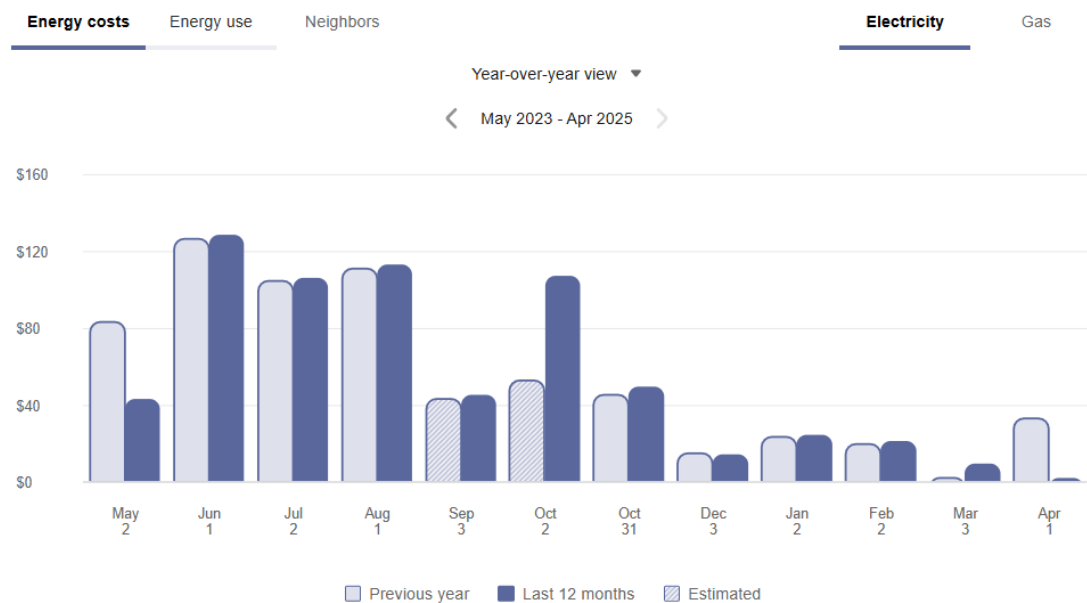 Energy costs Energy use Neighbors Electricity Gas
Year-over-year view
May 2023 - Apr 2025
$160
$120
$80
$40
$0
May Jun Jul Aug Sep Oct Oct Dec Jan Feb Mar Apr
2 1 2 1 3 2 31 3 2 2 3 1
Previous year Last 12 months Estimated